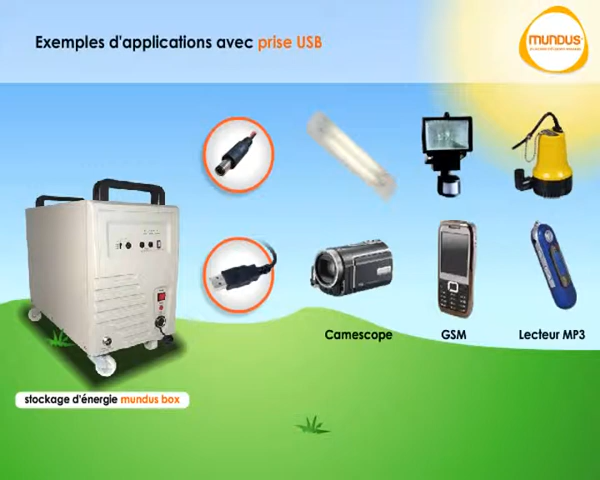 Exemples d'applications avec prise USB
mundus
Camescope
GSM
Lecteur MP3
stockage d'énergie mundus box